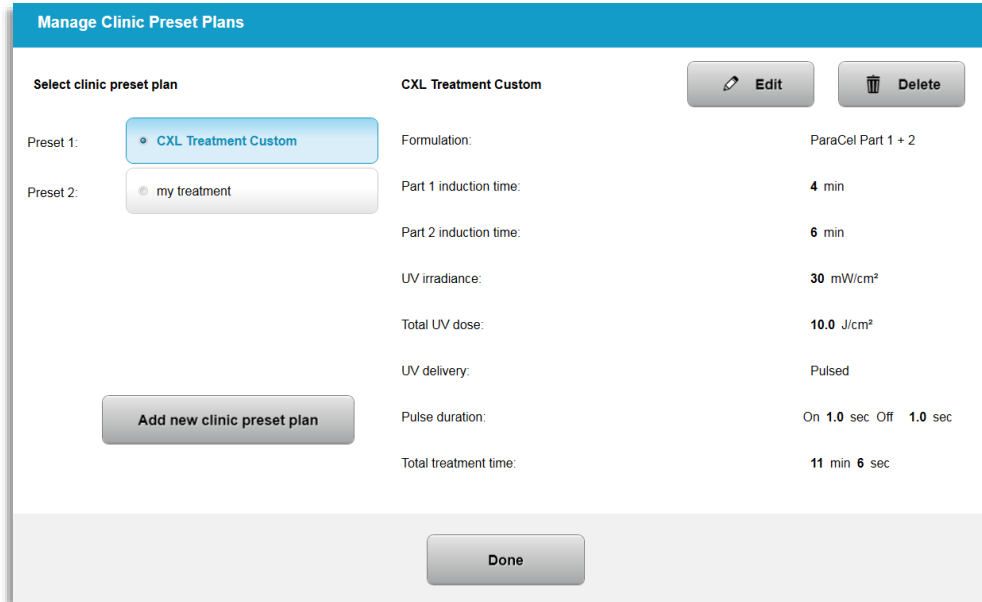 Manage Clinic Preset Plans
Select clinic preset plan
CXL Treatment Custom
Edit
Delete
Preset 1:
CXL Treatment Custom
Formulation:
ParaCel Part 1 + 2
Preset 2:
my treatment
Part 1 induction time:
4 min
Part 2 induction time:
6 min
UV irradiance:
30 mW/cm²
Total UV dose:
10.0 J/cm²
UV delivery:
Pulsed
Add new clinic preset plan
Pulse duration:
On 1.0 sec Off 1.0 sec
Total treatment time:
11 min 6 sec
Done